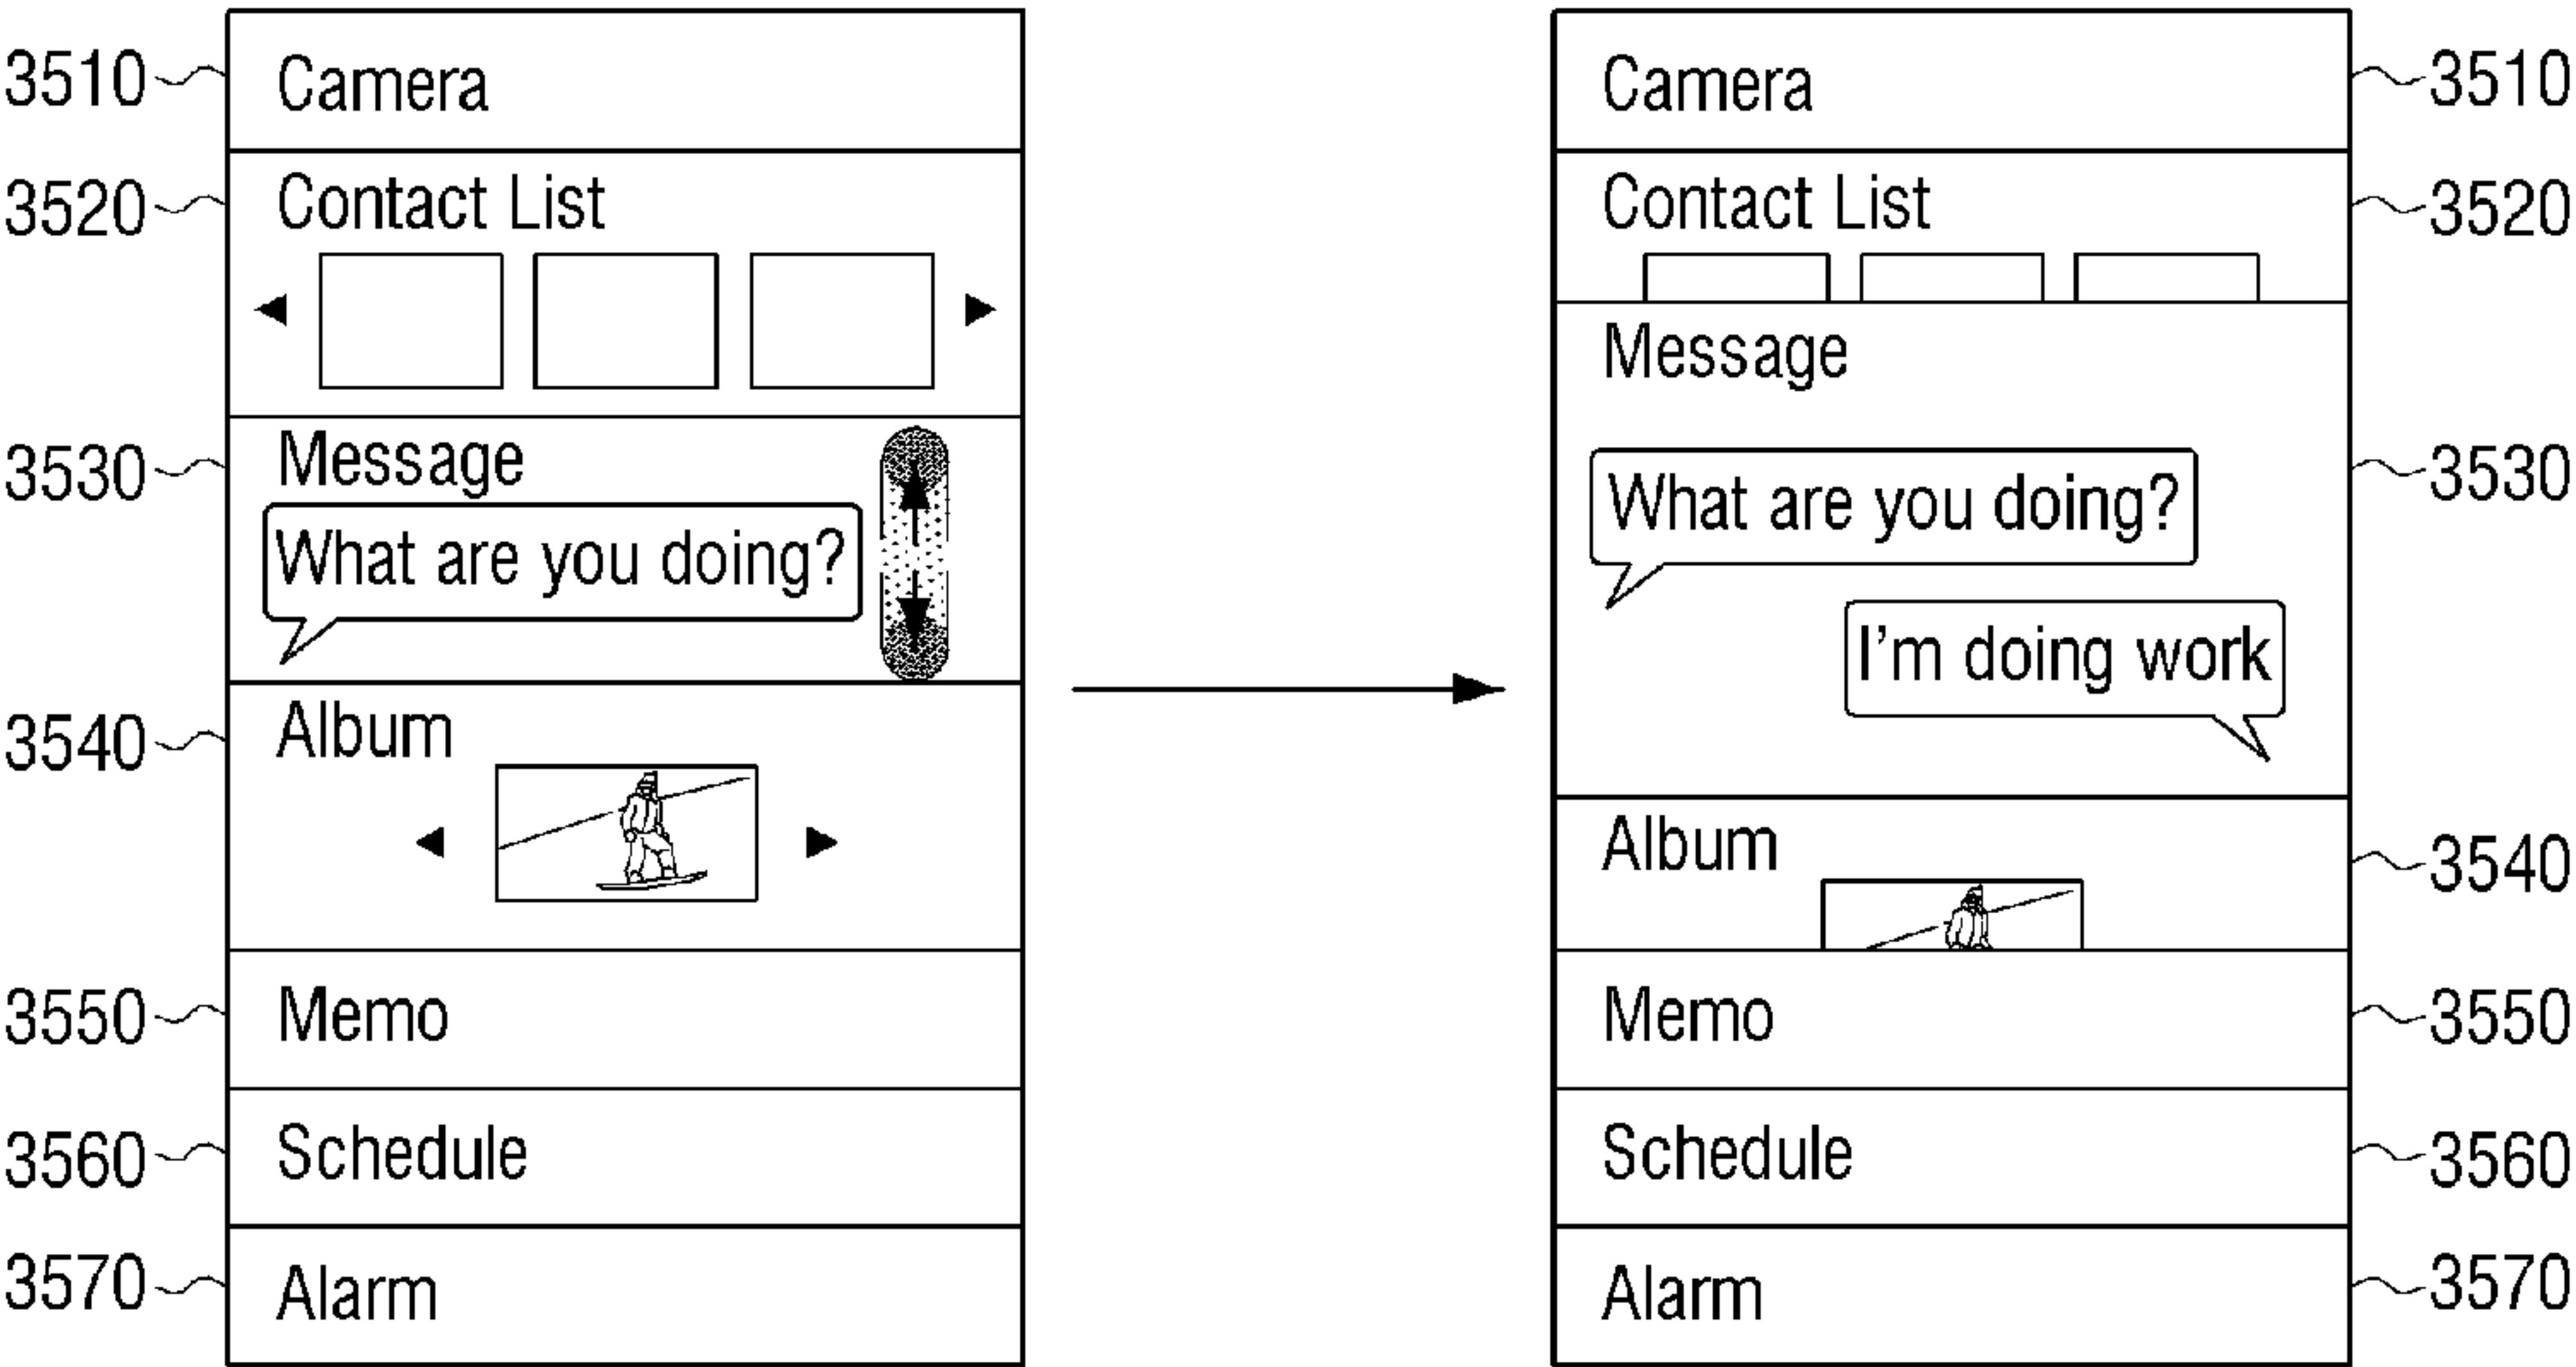 3510
Camera
3520
Contact List
3530
Message
What are you doing?
3540
Album
3550
Memo
3560
Schedule
3570
Alarm
Camera
3510
Contact List
3520
Message
What are you doing?
3530
I'm doing work
Album
3540
Memo
3550
Schedule
3560
Alarm
3570